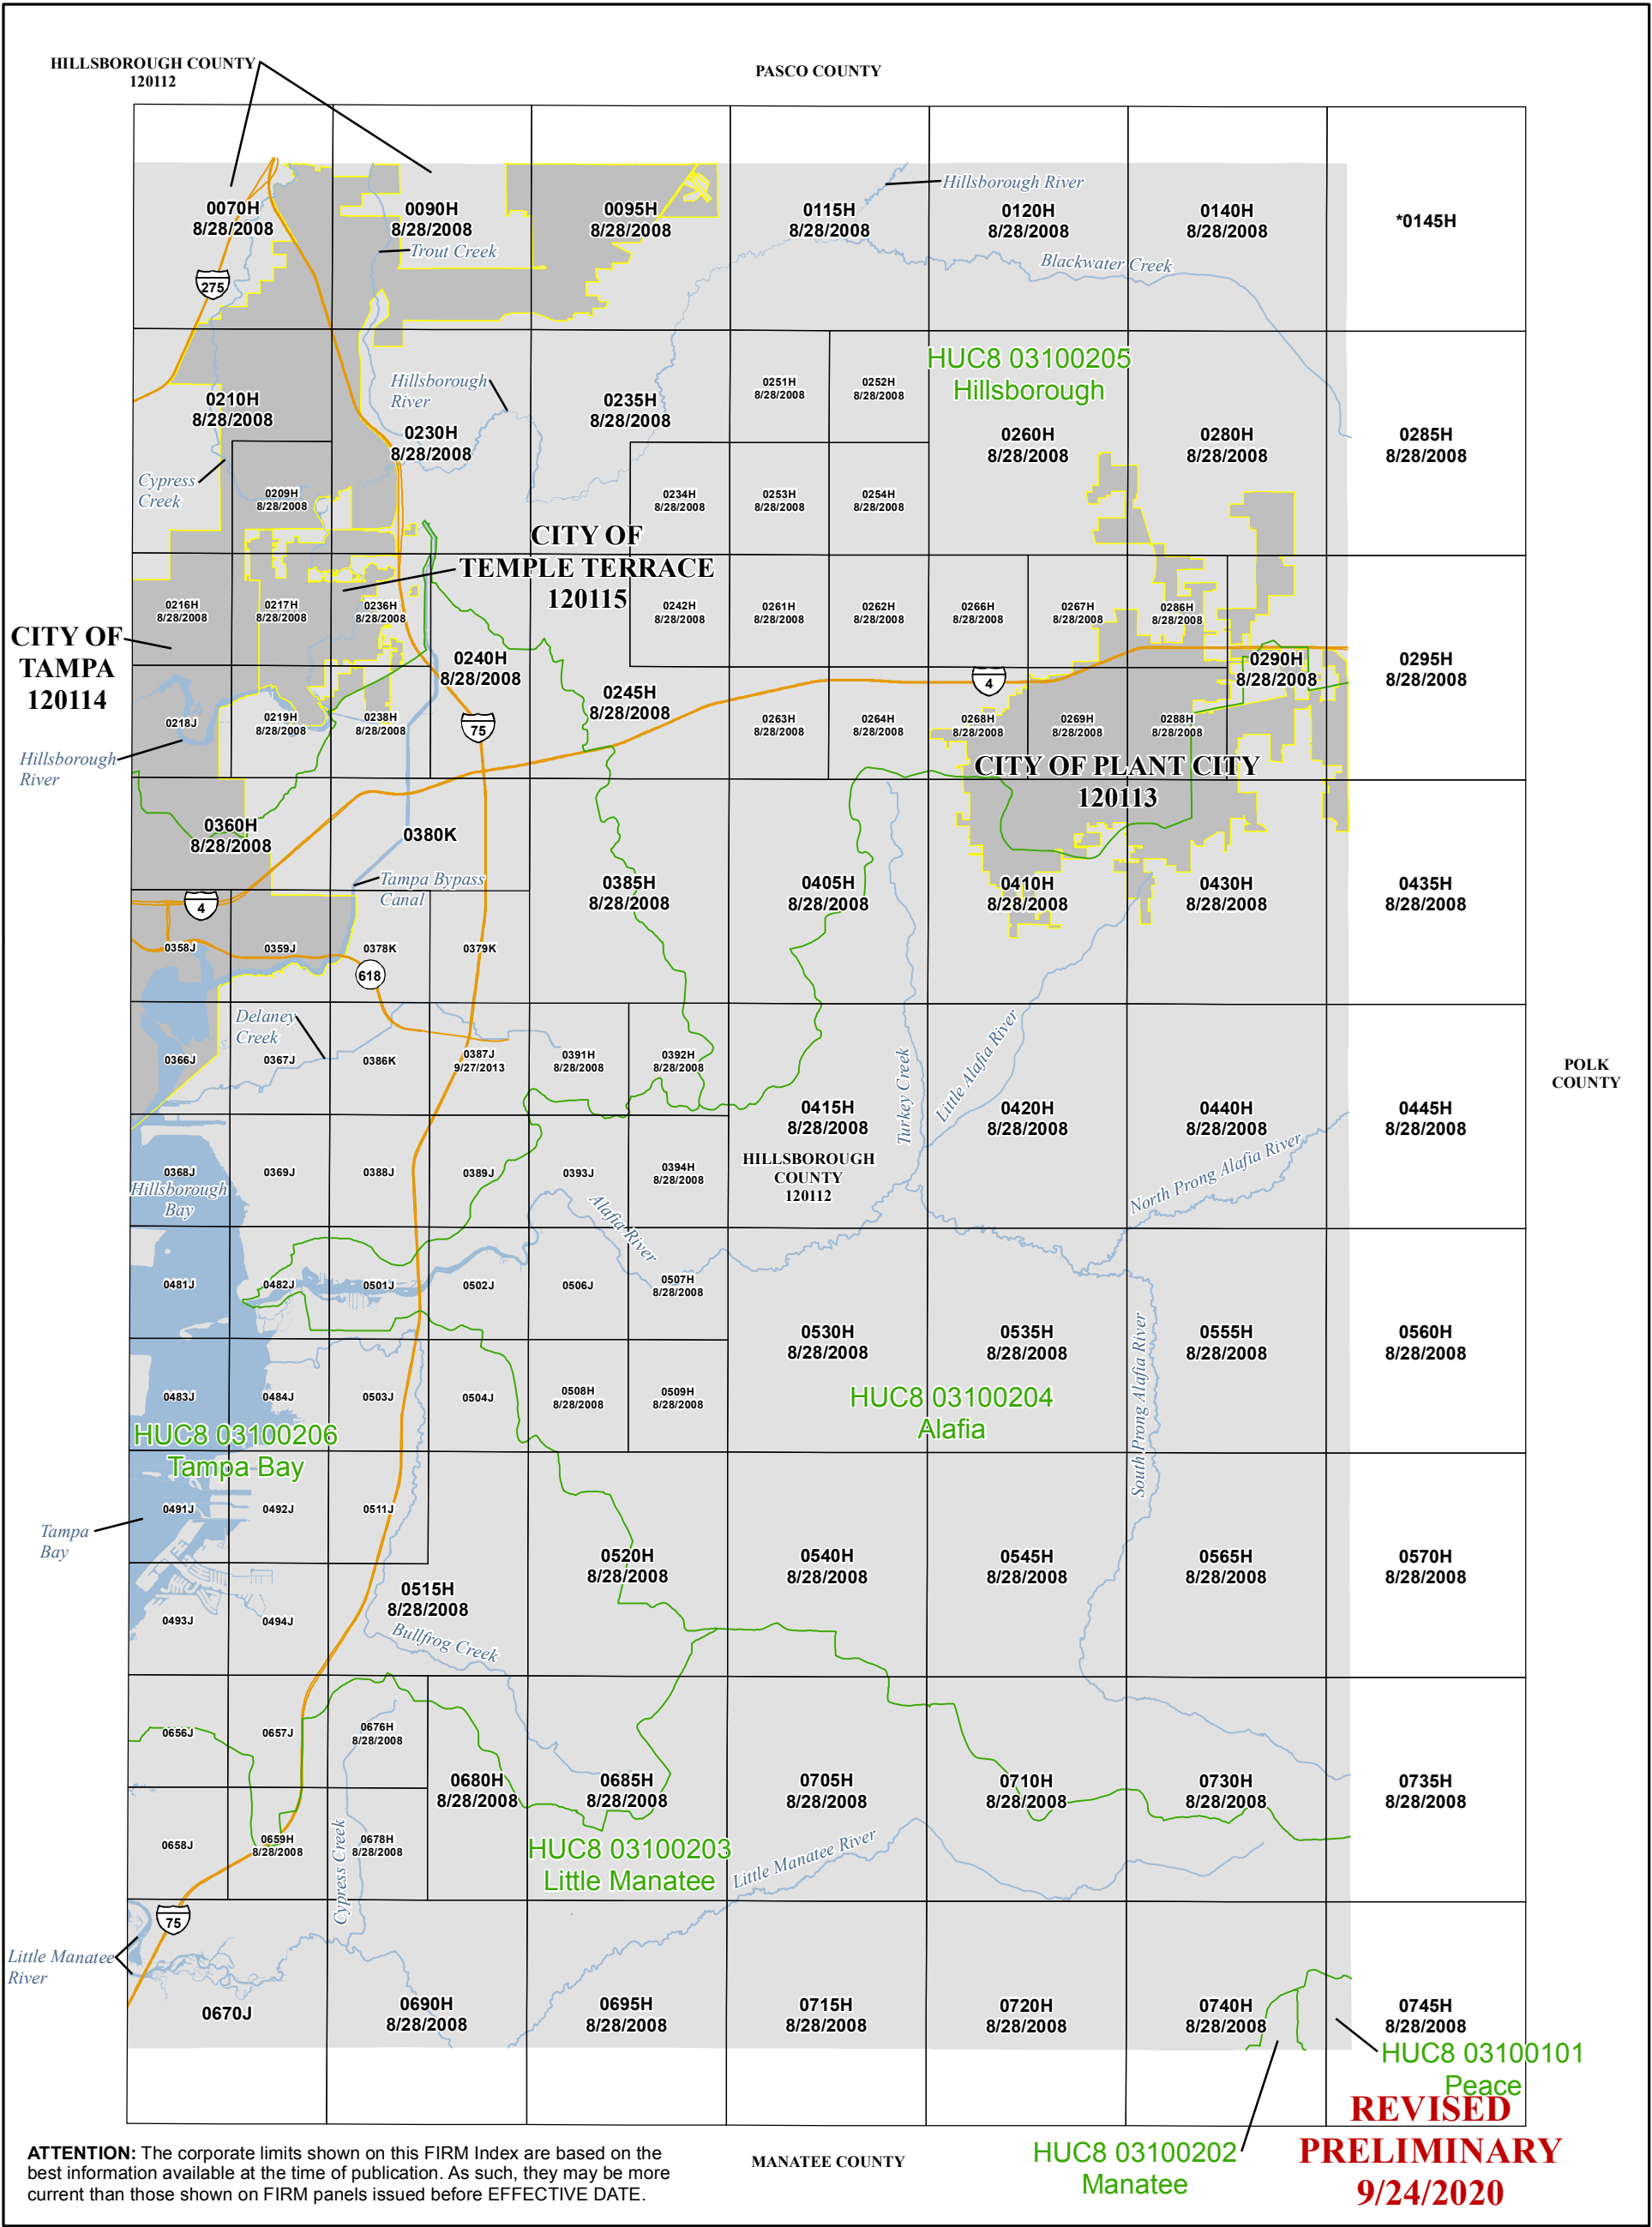 HILLSBOROUGH COUNTY
120112
PASCO COUNTY
0070H
8/28/2008
0090H
8/28/2008
0095H
8/28/2008
0115H
8/28/2008
0120H
8/28/2008
0140H
8/28/2008
*0145H
Hillsborough River
Trout Creek
Blackwater Creek
275
HUC8 03100205
Hillsborough
0210H
8/28/2008
Hillsborough
River
0230H
8/28/2008
0235H
8/28/2008
0251H
8/28/2008
0252H
8/28/2008
0260H
8/28/2008
0280H
8/28/2008
0285H
8/28/2008
Cypress
Creek
0209H
8/28/2008
0234H
8/28/2008
0253H
8/28/2008
0254H
8/28/2008
CITY OF
TEMPLE TERRACE
120115
0216H
8/28/2008
0217H
8/28/2008
0236H
8/28/2008
0242H
8/28/2008
0261H
8/28/2008
0262H
8/28/2008
0266H
8/28/2008
0267H
8/28/2008
0286H
8/28/2008
CITY OF
TAMPA
120114
0240H
8/28/2008
0245H
8/28/2008
4
0290H
8/28/2008
0295H
8/28/2008
0218J
0219H
8/28/2008
0238H
8/28/2008
75
0263H
8/28/2008
0264H
8/28/2008
0268H
8/28/2008
0269H
8/28/2008
0288H
8/28/2008
Hillsborough
River
CITY OF PLANT CITY
120113
0360H
8/28/2008
0380K
Tampa Bypass
Canal
0385H
8/28/2008
0405H
8/28/2008
0410H
8/28/2008
0430H
8/28/2008
0435H
8/28/2008
4
0358J
0359J
0378K
0379K
618
Delaney
Creek
0366J
0367J
0386K
0387J
9/27/2013
0391H
8/28/2008
0392H
8/28/2008
Turkey Creek
Little Alafia River
POLK
COUNTY
0415H
8/28/2008
0420H
8/28/2008
0440H
8/28/2008
0445H
8/28/2008
HILLSBOROUGH
COUNTY
120112
0368J
0369J
0388J
0389J
0393J
0394H
8/28/2008
Hillsborough
Bay
Alafia River
North Prong Alafia River
0481J
0482J
0501J
0502J
0506J
0507H
8/28/2008
0530H
8/28/2008
0535H
8/28/2008
0555H
8/28/2008
0560H
8/28/2008
South Prong Alafia River
0483J
0484J
0503J
0504J
0508H
8/28/2008
0509H
8/28/2008
HUC8 03100204
Alafia
HUC8 03100206
Tampa Bay
0491J
0492J
0511J
Tampa
Bay
0520H
8/28/2008
0540H
8/28/2008
0545H
8/28/2008
0565H
8/28/2008
0570H
8/28/2008
0515H
8/28/2008
0493J
0494J
Bullfrog Creek
0656J
0657J
0676H
8/28/2008
0680H
8/28/2008
0685H
8/28/2008
0705H
8/28/2008
0710H
8/28/2008
0730H
8/28/2008
0735H
8/28/2008
0658J
0659H
8/28/2008
0678H
8/28/2008
Cypress Creek
HUC8 03100203
Little Manatee
Little Manatee River
75
Little Manatee
River
0670J
0690H
8/28/2008
0695H
8/28/2008
0715H
8/28/2008
0720H
8/28/2008
0740H
8/28/2008
0745H
8/28/2008
HUC8 03100101
Peace
REVISED
PRELIMINARY
9/24/2020
HUC8 03100202
Manatee
MANATEE COUNTY
ATTENTION: The corporate limits shown on this FIRM Index are based on the
best information available at the time of publication. As such, they may be more
current than those shown on FIRM panels issued before EFFECTIVE DATE.